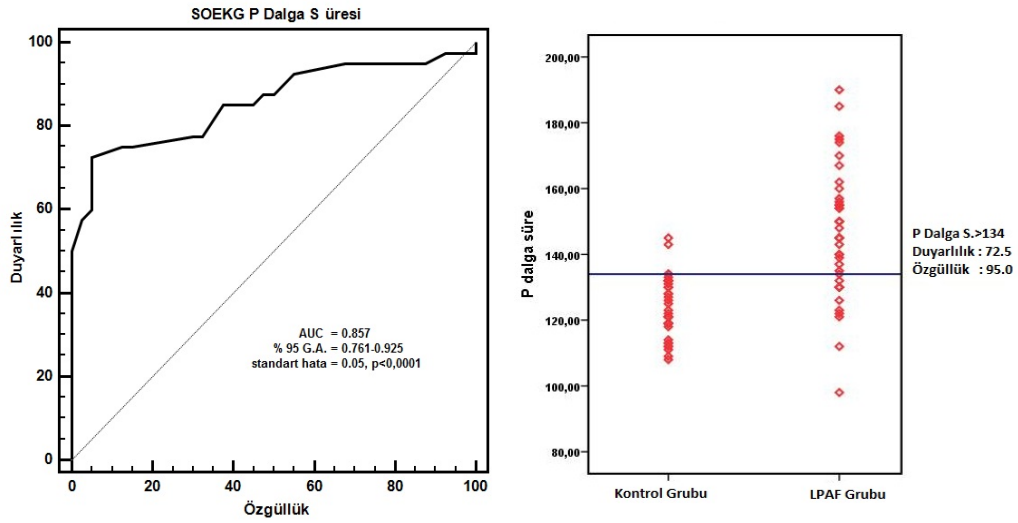 SOEKG P Dalga S üresi
100
80
60
40
20
0
Duyarlılık
AUC = 0.857
% 95 G.A. = 0.761-0.925
standart hata = 0.05, p<0,0001
0 20 40 60 80 100
Özgüllük
200,00
180,00
160,00
140,00
120,00
100,00
80,00
P dalga süre
Kontrol Grubu LPAF Grubu
P Dalga S.>134
Duyarlılık : 72.5
Özgüllük : 95.0